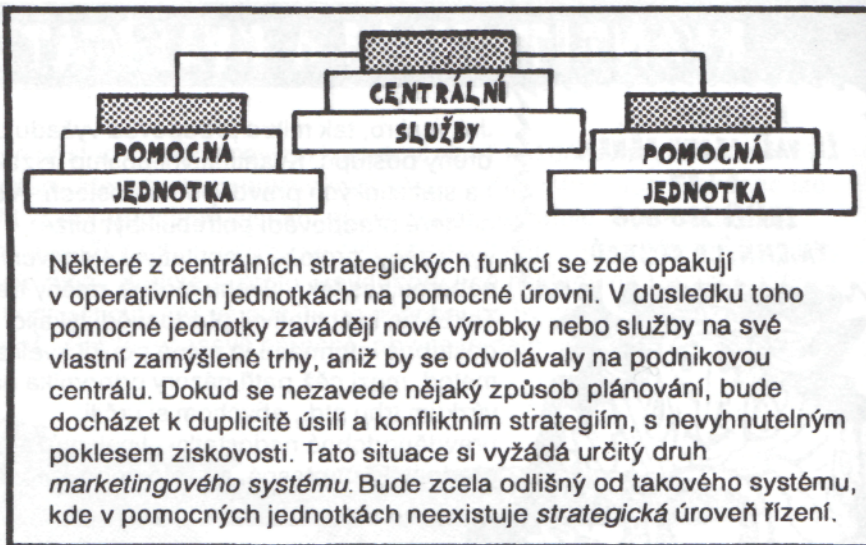 CENTRÁLNÍ
SLUŽBY
POMOCNÁ
JEDNOTKA
POMOCNÁ
JEDNOTKA
Některé z centrálních strategických funkcí se zde opakují
v operativních jednotkách na pomocné úrovni. V důsledku toho
pomocné jednotky zavádějí nové výrobky nebo služby na své
vlastní zamýšlené trhy, aniž by se odvolávaly na podnikovou
centrálu. Dokud se nezavede nějaký způsob plánování, bude
docházet k duplicitě úsilí a konfliktním strategiím, s nevyhnutelným
poklesem ziskovosti. Tato situace si vyžádá určitý druh
marketingového systému. Bude zcela odlišný od takového systému,
kde v pomocných jednotkách neexistuje strategická úroveň řízení.